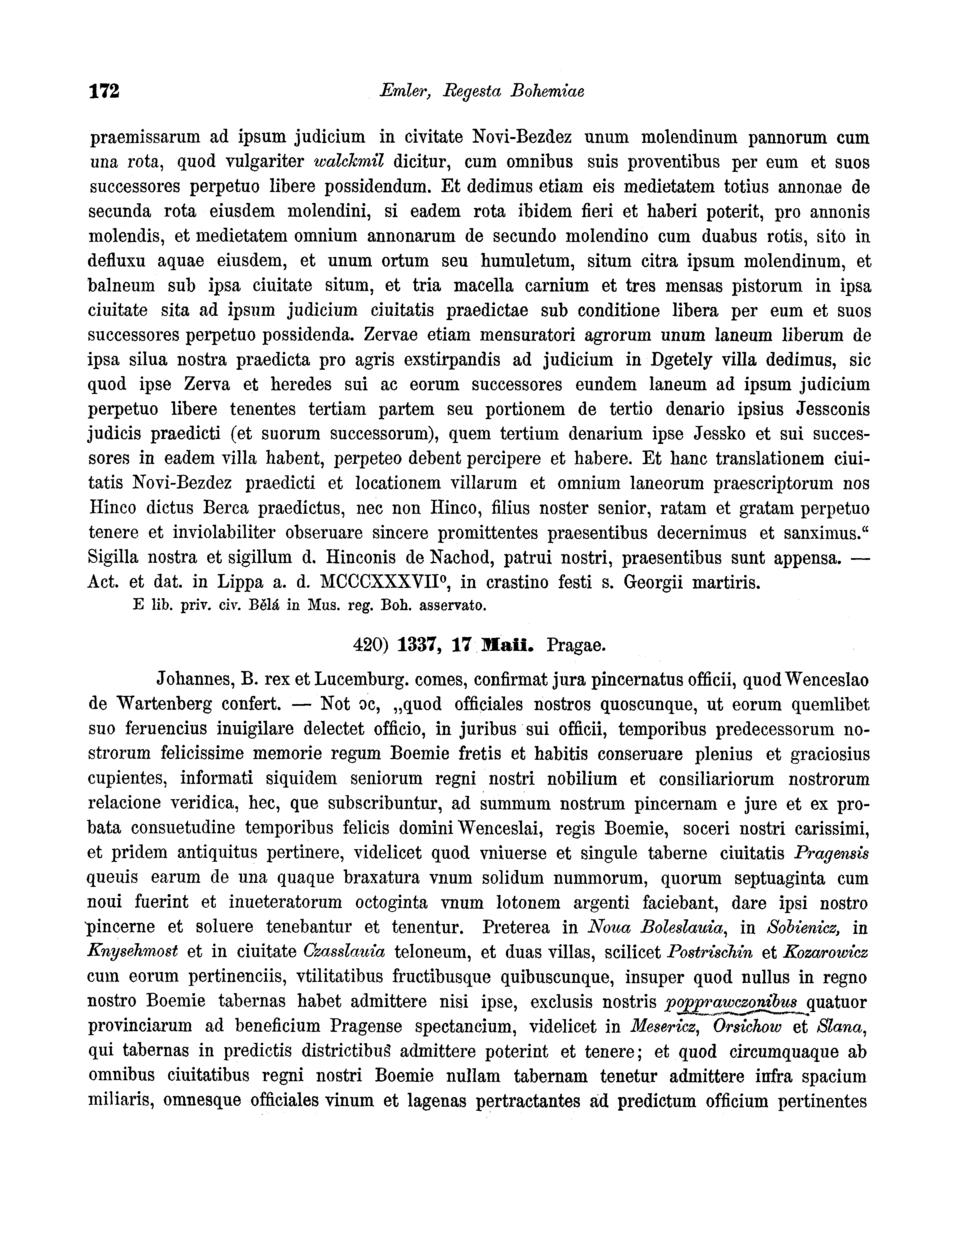 172 Emler, Regesta Bohemiae
praemissarum ad ipsum judicium in civitate Novi-Bezdez unum molendinum pannorum cum
una rota, quod vulgariter walckmil dicitur, cum omnibus suis proventibus per eum et suos
successores perpetuo libere possidendum. Et dedimus etiam eis medietatem totius annonae de
secunda rota eiusdem molendini, si eadem rota ibidem fieri et haberi poterit, pro annonis
molendis, et medietatem omnium annonarum de secundo molendino cum duabus rotis, sito in
defluxu aquae eiusdem, et unum ortum seu humuletum, situm citra ipsum molendinum, et
balneum sub ipsa ciuitate situm, et tria macella carnium et tres mensas pistorum in ipsa
ciuitate sita ad ipsum judicium ciuitatis praedictae sub conditione libera per eum et suos
successores perpetuo possidenda. Zervae etiam mensuratori agrorum unum laneum liberum de
ipsa silua nostra praedicta pro agris exstirpandis ad judicium in Dgetely villa dedimus, sic
quod ipse Zerva et heredes sui ac eorum successores eundem laneum ad ipsum judicium
perpetuo libere tenentes tertiam partem seu portionem de tertio denario ipsius Jessconis
judicis praedicti (et suorum successorum), quem tertium denarium ipse Jessko et sui succes-
sores in eadem villa habent, perpeteo debent percipere et habere. Et hanc translationem ciui-
tatis Novi-Bezdez praedicti et locationem villarum et omnium laneorum praescriptorum nos
Hinco dictus Berca praedictus, nec non Hinco, filius noster senior, ratam et gratam perpetuo
tenere et inviolabiliter obseruare sincere promittentes praesentibus decernimus et sanximus.“
Sigilla nostra et sigillum d. Hinconis de Nachod, patrui nostri, praesentibus sunt appensa. —
Act. et dat. in Lippa a. d. MCCCXXXVIIº, in crastino festi s. Georgii martiris.
E lib. priv. civ. Bělá in Mus. reg. Boh. asservato.
420) 1337, 17 Maii. Pragae.
Johannes, B. rex et Lucemburg. comes, confirmat jura pincernatus officii, quod Wenceslao
de Wartenberg confert. — Not ɔc, „quod officiales nostros quoscunque, ut eorum quemlibet
suo feruencius inuigilare delectet officio, in juribus sui officii, temporibus predecessorum no-
strorum felicissime memorie regum Boemie fretis et habitis conseruare plenius et graciosius
cupientes, informati siquidem seniorum regni nostri nobilium et consiliariorum nostrorum
relacione veridica, hec, que subscribuntur, ad summum nostrum pincernam e jure et ex pro-
bata consuetudine temporibus felicis domini Wenceslai, regis Boemie, soceri nostri carissimi,
et pridem antiquitus pertinere, videlicet quod vniuerse et singule taberne ciuitatis Pragensis
queuis earum de una quaque braxatura vnum solidum nummorum, quorum septuaginta cum
noui fuerint et inueteratorum octoginta vnum lotonem argenti faciebant, dare ipsi nostro
pincerne et soluere tenebantur et tenentur. Preterea in Noua Boleslauia, in Sobienicz, in
Knysehmost et in ciuitate Czasslauia teloneum, et duas villas, scilicet Postrischin et Kozarowicz
cum eorum pertinenciis, vtilitatibus fructibusque quibuscunque, insuper quod nullus in regno
nostro Boemie tabernas habet admittere nisi ipse, exclusis nostris popprawczonibus quatuor
provinciarum ad beneficium Pragense spectancium, videlicet in Mesericz, Orsichow et Slana,
qui tabernas in predictis districtibus admittere poterint et tenere; et quod circumquaque ab
omnibus ciuitatibus regni nostri Boemie nullam tabernam tenetur admittere infra spacium
miliaris, omnesque officiales vinum et lagenas pertractantes ad predictum officium pertinentes